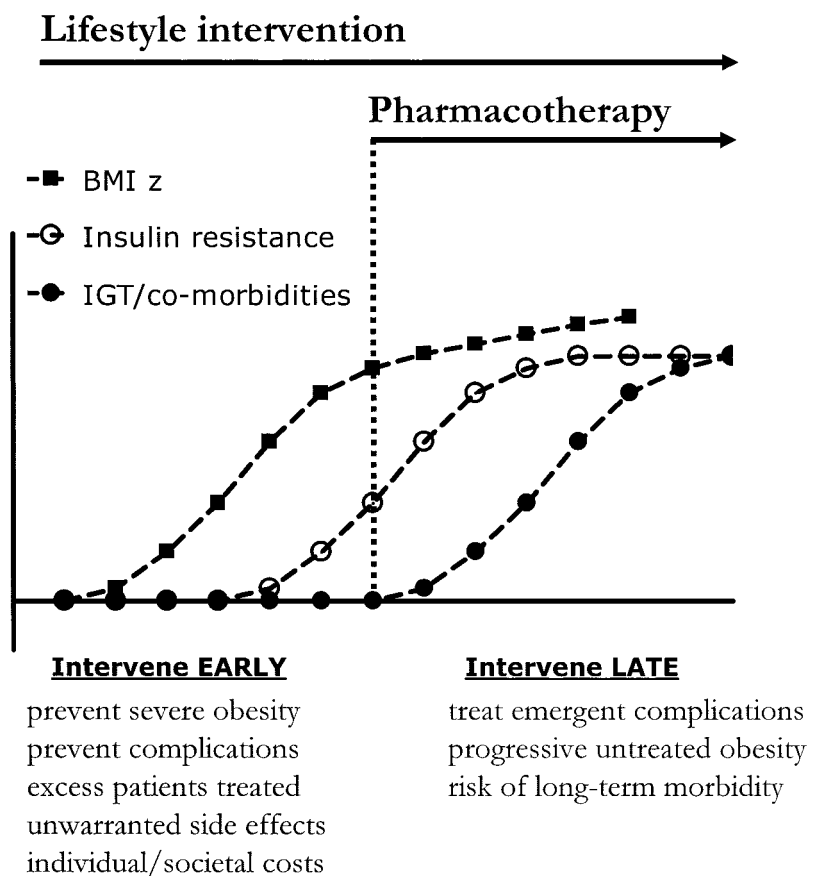 Lifestyle intervention
Pharmacotherapy
BMI z
Insulin resistance
IGT/co-morbidities
Intervene EARLY
prevent severe obesity
prevent complications
excess patients treated
unwarranted side effects
individual/societal costs
Intervene LATE
treat emergent complications
progressive untreated obesity
risk of long-term morbidity